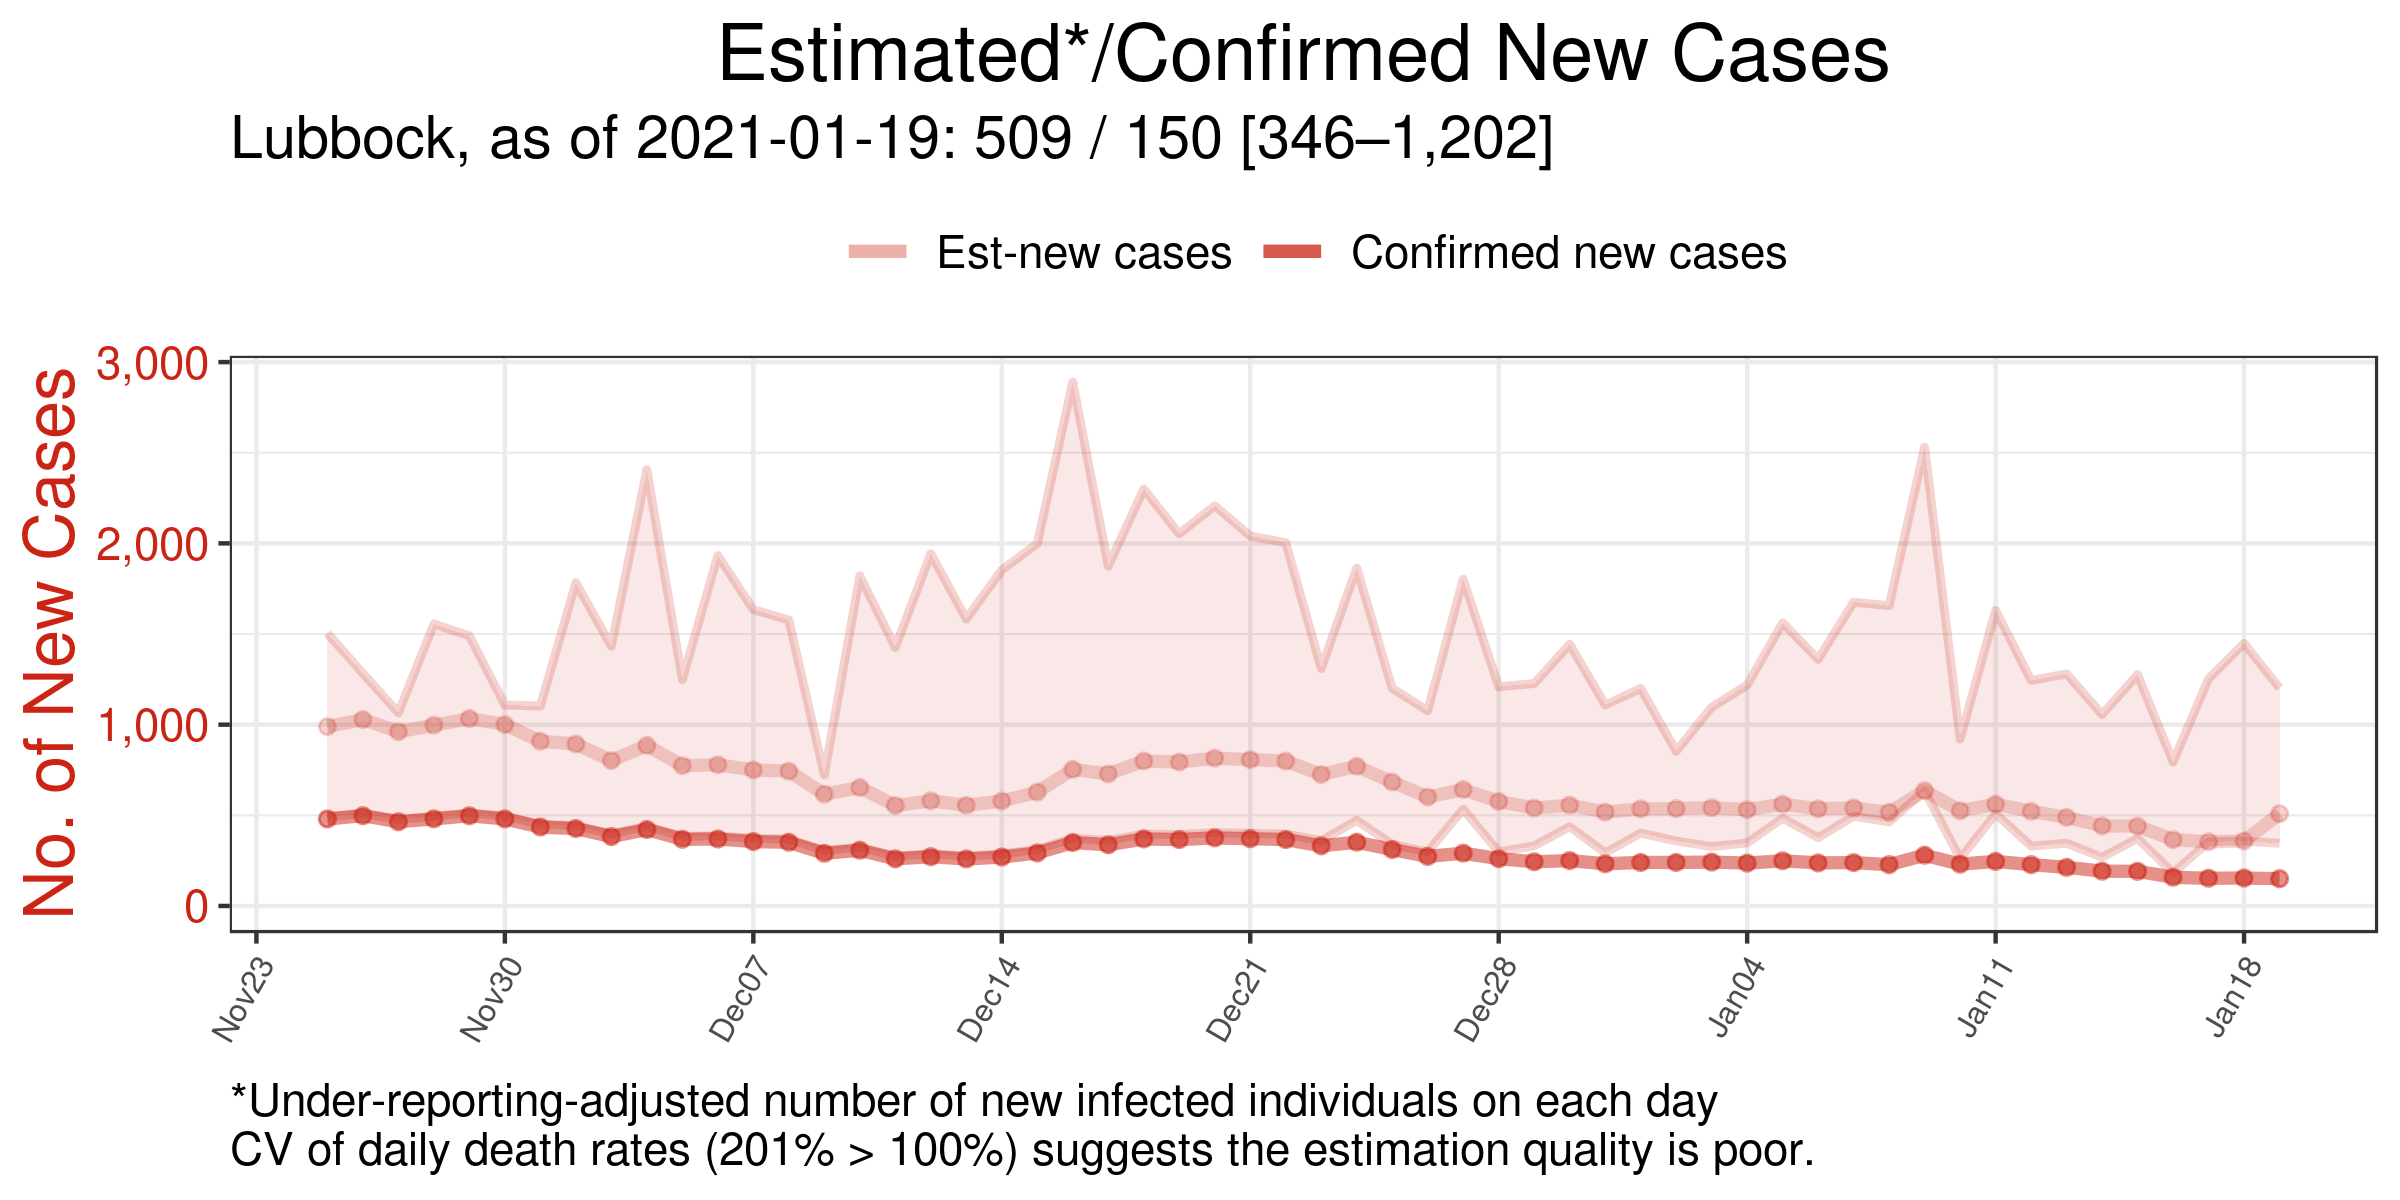 Estimated*/Confirmed New Cases
Lubbock, as of 2021-01-19: 509 / 150 [346–1,202]
Est-new cases
Confirmed new cases
No. of New Cases
3,000
2,000
1,000
0
Nov23
Nov30
Dec07
Dec14
Dec21
Dec28
Jan04
Jan11
Jan18
*Under-reporting-adjusted number of new infected individuals on each day
CV of daily death rates (201% > 100%) suggests the estimation quality is poor.